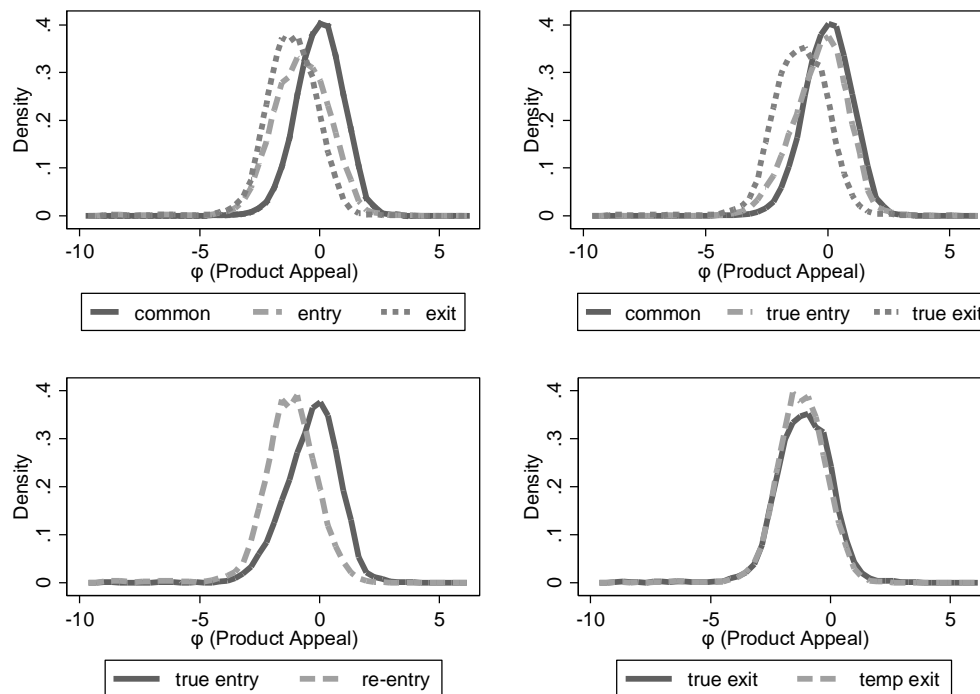 Density
.4
.3
.2
.1
0
-10 -5 0 5
φ (Product Appeal)
common entry exit
Density
.4
.3
.2
.1
0
-10 -5 0 5
φ (Product Appeal)
common true entry true exit
Density
.4
.3
.2
.1
0
-10 -5 0 5
φ (Product Appeal)
true entry re-entry
Density
.4
.3
.2
.1
0
-10 -5 0 5
φ (Product Appeal)
true exit temp exit